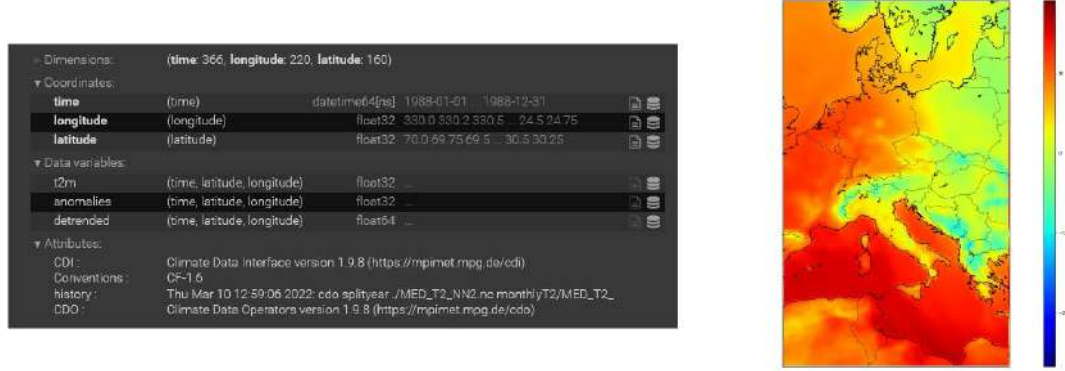 Dimensions: (time: 366, longitude: 220, latitude: 160)
Coordinates:
time (time) datetime64[ns] 1988-01-01 ... 1988-12-31
longitude (longitude) float32 330.0 330.2 330.5 ... 24.5 24.75
latitude (latitude) float32 70.0 69.75 69.5 ... 30.5 30.25
Data variables:
t2m (time, latitude, longitude) float32 ...
anomalies (time, latitude, longitude) float32 ...
detrended (time, latitude, longitude) float64 ...
Attributes:
CDI : Climate Data Interface version 1.9.8 (https://mpimet.mpg.de/cdi)
Conventions : CF-1.6
history : Thu Mar 10 12:59:06 2022: cdo splityear ./MED_T2_NN2.nc monthlyT2/MED_T2_
CDO : Climate Data Operators version 1.9.8 (https://mpimet.mpg.de/cdo)